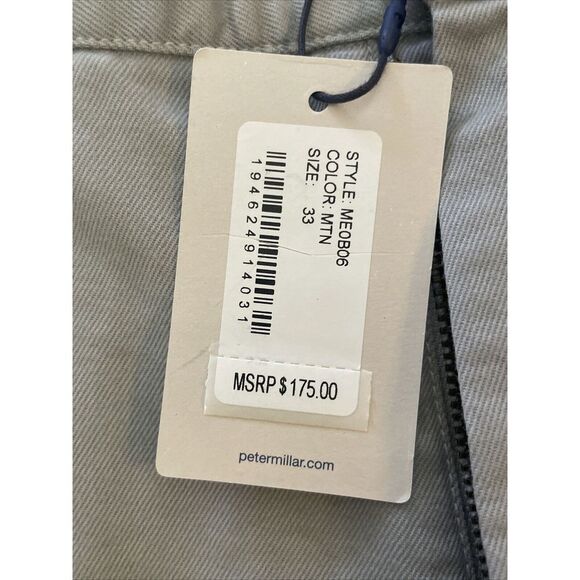 STYLE: ME0B06
COLOR: MTN
SIZE: 33
194624914031
MSRP $175.00
petermillar.com